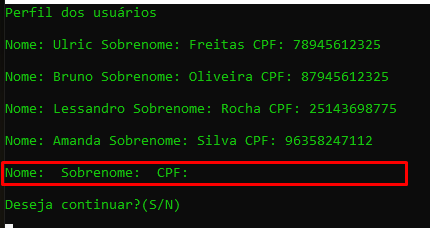 Perfil dos usuários
Nome: Ulric Sobrenome: Freitas CPF: 78945612325
Nome: Bruno Sobrenome: Oliveira CPF: 87945612325
Nome: Lessandro Sobrenome: Rocha CPF: 25143698775
Nome: Amanda Sobrenome: Silva CPF: 96358247112
Nome:  Sobrenome:  CPF:
Deseja continuar?(S/N)